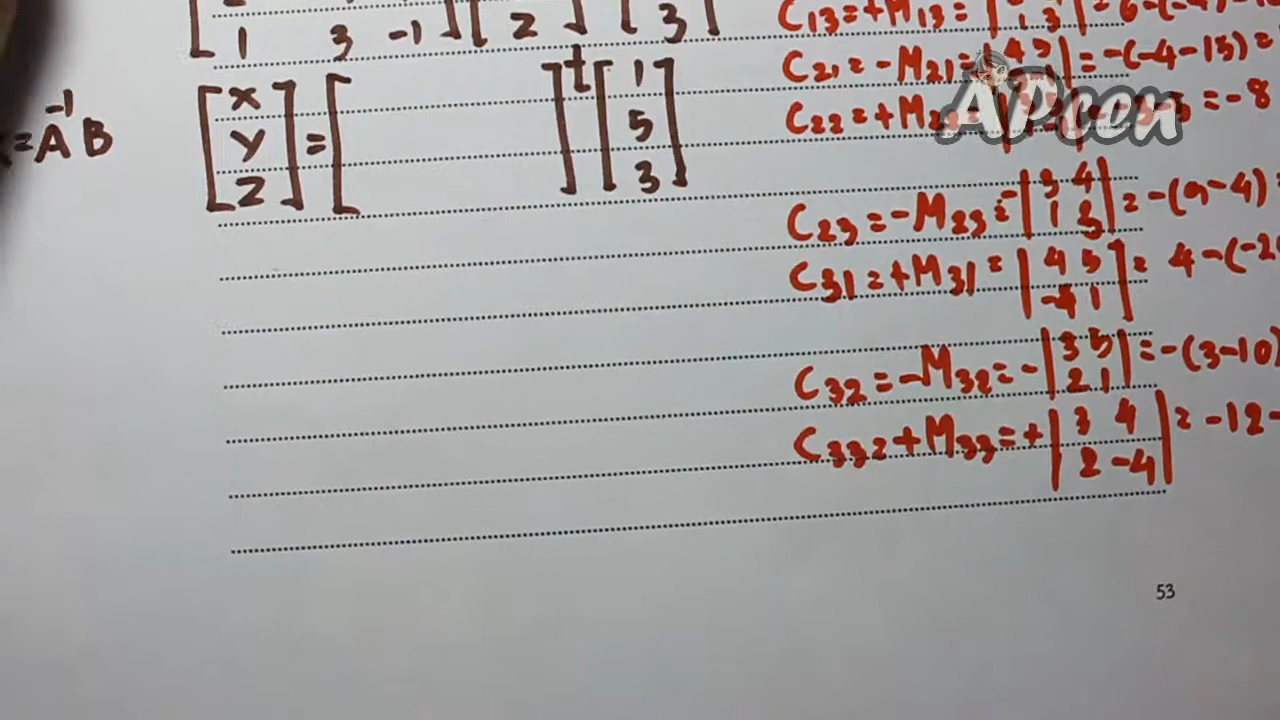 1 3 -1 ] [ 2 ] [ 3 ]
= A⁻¹ B
[ x y z ] = [ ]ᵗ [ 1 5 3 ]
C13 = +M13 =
C21 = -M21 = = -(-4-15) =
C22 = +M22 = = -8
C23 = -M23 = - | 3 4 1 3 | = -(9-4) =
C31 = +M31 = | 4 5 -4 1 | = 4-(-20
C32 = -M32 = - | 3 5 2 1 | = -(3-10)
C33 = +M33 = + | 3 4 2 -4 | = -12-
APcen
53